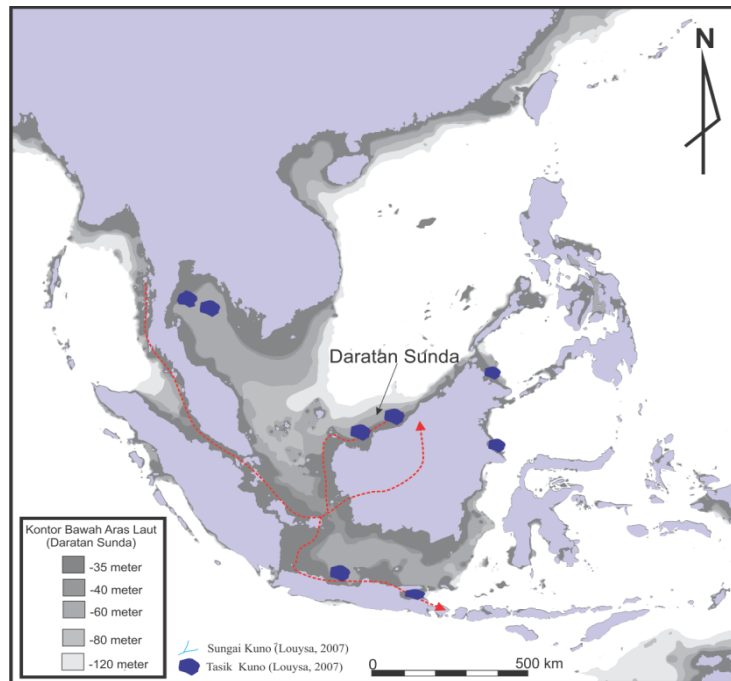 N
Daratan Sunda
Kontor Bawah Aras Laut
(Daratan Sunda)
-35 meter
-40 meter
-60 meter
-80 meter
-120 meter
Sungai Kuno (Louysa, 2007)
Tasik Kuno (Louysa, 2007)
0 500 km